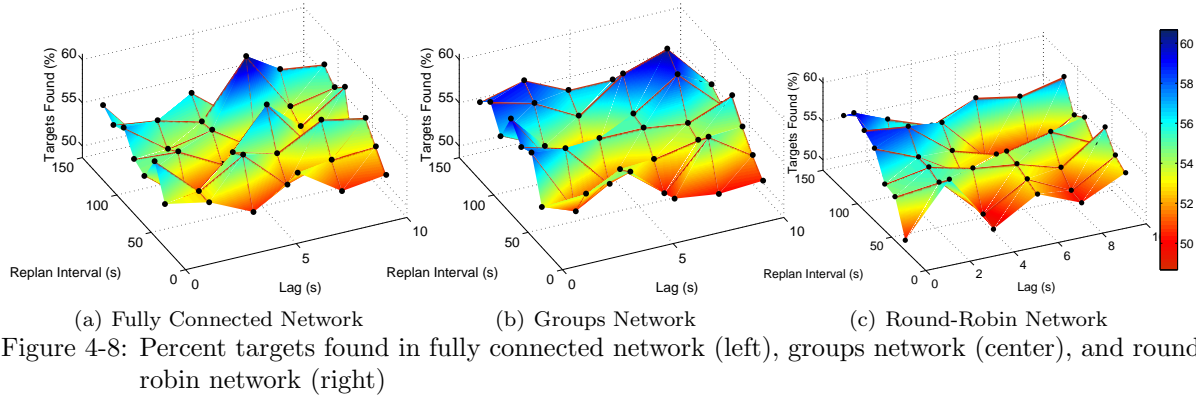 60
55
50
150
100
50
0
0
5
10
Targets Found (%)
Replan Interval (s)
Lag (s)
(a) Fully Connected Network
60
55
50
150
100
50
0
0
5
10
Targets Found (%)
Replan Interval (s)
Lag (s)
(b) Groups Network
60
55
50
150
100
50
0
0
2
4
6
8
1
Targets Found (%)
Replan Interval (s)
Lag (s)
(c) Round-Robin Network
60
58
56
54
52
50
Figure 4-8: Percent targets found in fully connected network (left), groups network (center), and round
robin network (right)